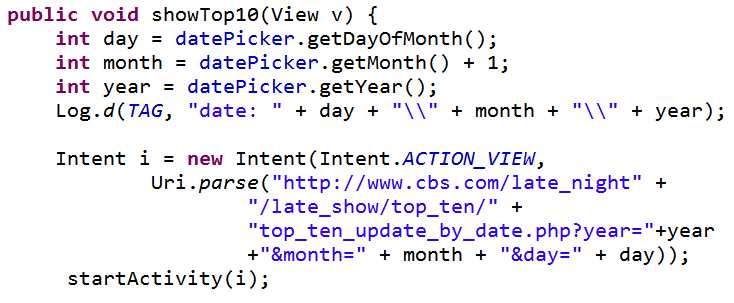 public void showTop10(View v) {
    int day = datePicker.getDayOfMonth();
    int month = datePicker.getMonth() + 1;
    int year = datePicker.getYear();
    Log.d(TAG, "date: " + day + "\\" + month + "\\" + year);

    Intent i = new Intent(Intent.ACTION_VIEW,
            Uri.parse("http://www.cbs.com/late_night" +
                    "/late_show/top_ten/" +
                    "top_ten_update_by_date.php?year="+year
                    +"&month=" + month + "&day=" + day));
     startActivity(i);